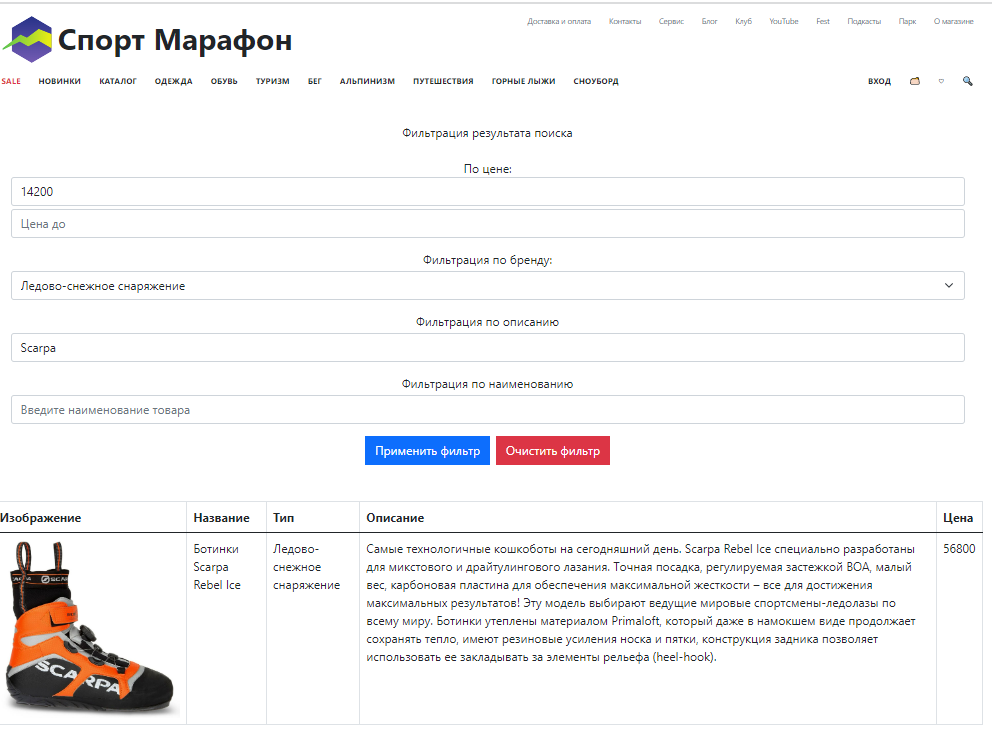 Доставка и оплата Контакты Сервис Блог Клуб YouTube Fest Подкасты Парк О магазине
Спорт Марафон
SALE НОВИНКИ КАТАЛОГ ОДЕЖДА ОБУВЬ ТУРИЗМ БЕГ АЛЬПИНИЗМ ПУТЕШЕСТВИЯ ГОРНЫЕ ЛЫЖИ СНОУБОРД ВХОД
Фильтрация результата поиска
По цене:
14200
Цена до
Фильтрация по бренду:
Ледово-снежное снаряжение
Фильтрация по описанию
Scarpa
Фильтрация по наименованию
Введите наименование товара
Применить фильтр Очистить фильтр
Изображение Название Тип Описание Цена
Ботинки
Scarpa
Rebel Ice
Ледово-
снежное
снаряжение
Самые технологичные кошкоботы на сегодняшний день. Scarpa Rebel Ice специально разработаны
для микстового и драйтулингового лазания. Точная посадка, регулируемая застежкой BOA, малый
вес, карбоновая пластина для обеспечения максимальной жесткости – все для достижения
максимальных результатов! Эту модель выбирают ведущие мировые спортсмены-ледолазы по
всему миру. Ботинки утеплены материалом Primaloft, который даже в намокшем виде продолжает
сохранять тепло, имеют резиновые усиления носка и пятки, конструкция задника позволяет
использовать ее закладывать за элементы рельефа (heel-hook).
56800
SCARPA